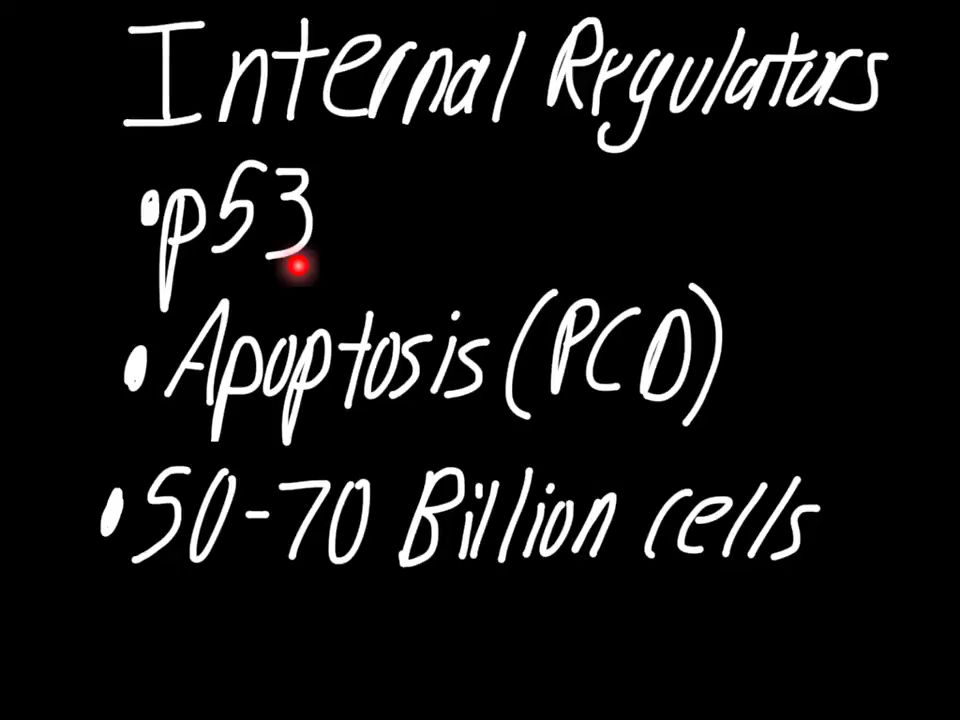 Internal Regulators
• p53
• Apoptosis (PCD)
• 50-70 Billion cells